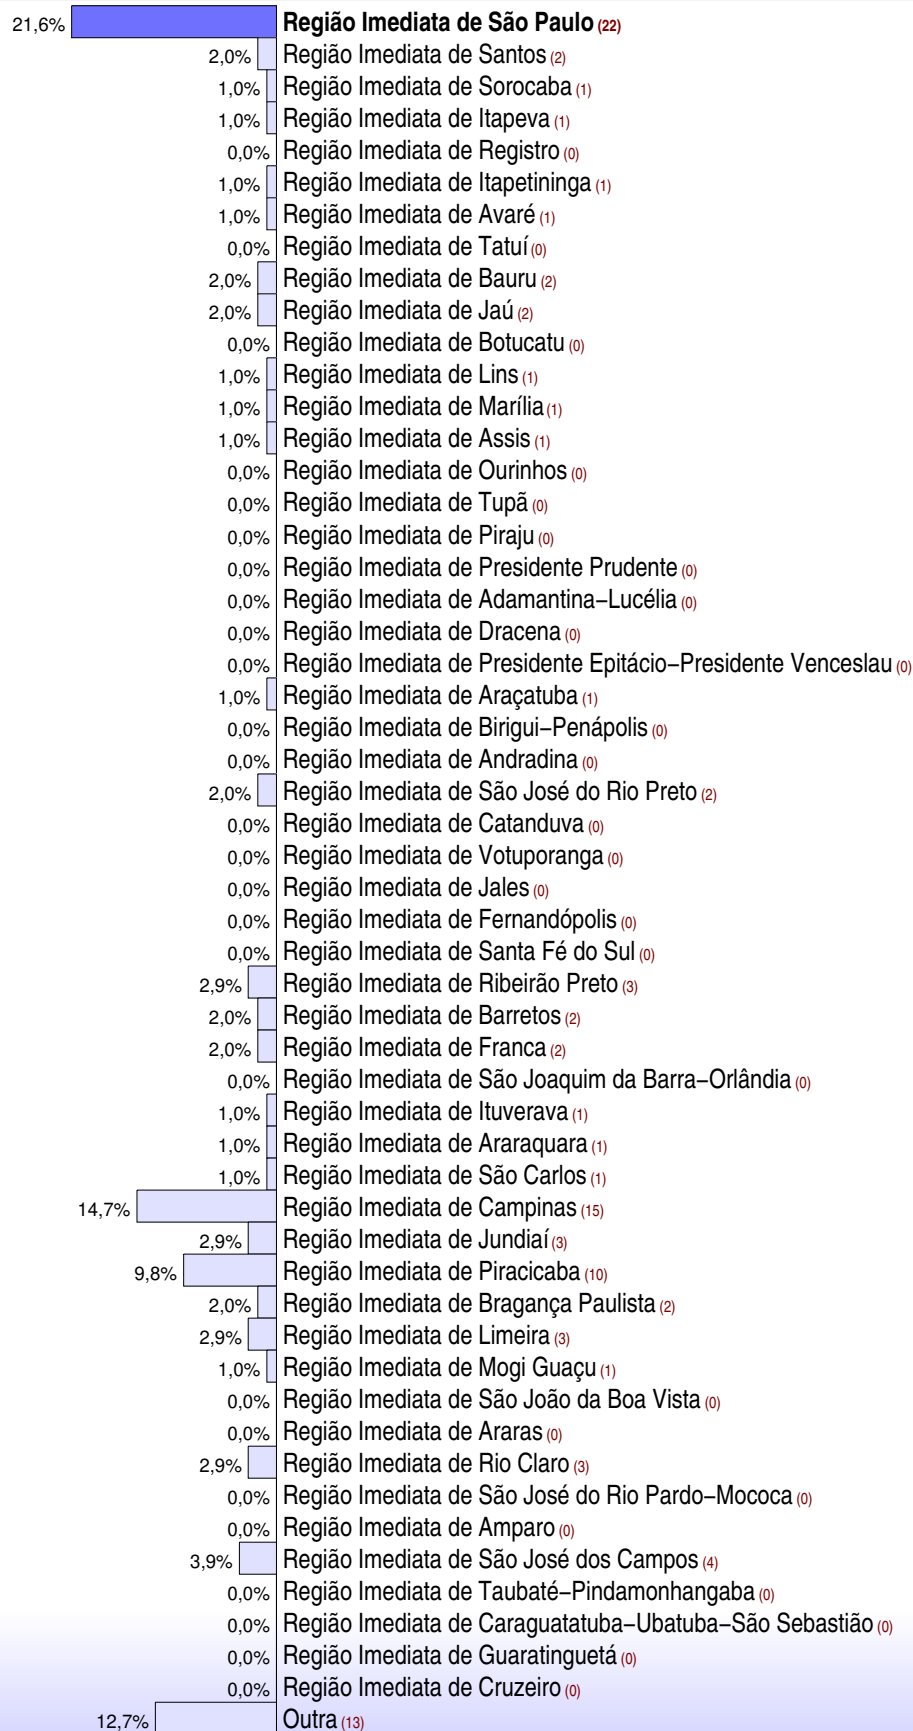 21,6% Região Imediata de São Paulo (22)
2,0% Região Imediata de Santos (2)
1,0% Região Imediata de Sorocaba (1)
1,0% Região Imediata de Itapeva (1)
0,0% Região Imediata de Registro (0)
1,0% Região Imediata de Itapetininga (1)
1,0% Região Imediata de Avaré (1)
0,0% Região Imediata de Tatuí (0)
2,0% Região Imediata de Bauru (2)
2,0% Região Imediata de Jaú (2)
0,0% Região Imediata de Botucatu (0)
1,0% Região Imediata de Lins (1)
1,0% Região Imediata de Marília (1)
1,0% Região Imediata de Assis (1)
0,0% Região Imediata de Ourinhos (0)
0,0% Região Imediata de Tupã (0)
0,0% Região Imediata de Piraju (0)
0,0% Região Imediata de Presidente Prudente (0)
0,0% Região Imediata de Adamantina−Lucélia (0)
0,0% Região Imediata de Dracena (0)
0,0% Região Imediata de Presidente Epitácio−Presidente Venceslau (0)
1,0% Região Imediata de Araçatuba (1)
0,0% Região Imediata de Birigui−Penápolis (0)
0,0% Região Imediata de Andradina (0)
2,0% Região Imediata de São José do Rio Preto (2)
0,0% Região Imediata de Catanduva (0)
0,0% Região Imediata de Votuporanga (0)
0,0% Região Imediata de Jales (0)
0,0% Região Imediata de Fernandópolis (0)
0,0% Região Imediata de Santa Fé do Sul (0)
2,9% Região Imediata de Ribeirão Preto (3)
2,0% Região Imediata de Barretos (2)
2,0% Região Imediata de Franca (2)
0,0% Região Imediata de São Joaquim da Barra−Orlândia (0)
1,0% Região Imediata de Ituverava (1)
1,0% Região Imediata de Araraquara (1)
1,0% Região Imediata de São Carlos (1)
14,7% Região Imediata de Campinas (15)
2,9% Região Imediata de Jundiaí (3)
9,8% Região Imediata de Piracicaba (10)
2,0% Região Imediata de Bragança Paulista (2)
2,9% Região Imediata de Limeira (3)
1,0% Região Imediata de Mogi Guaçu (1)
0,0% Região Imediata de São João da Boa Vista (0)
0,0% Região Imediata de Araras (0)
2,9% Região Imediata de Rio Claro (3)
0,0% Região Imediata de São José do Rio Pardo−Mococa (0)
0,0% Região Imediata de Amparo (0)
3,9% Região Imediata de São José dos Campos (4)
0,0% Região Imediata de Taubaté−Pindamonhangaba (0)
0,0% Região Imediata de Caraguatatuba−Ubatuba−São Sebastião (0)
0,0% Região Imediata de Guaratinguetá (0)
0,0% Região Imediata de Cruzeiro (0)
12,7% Outra (13)